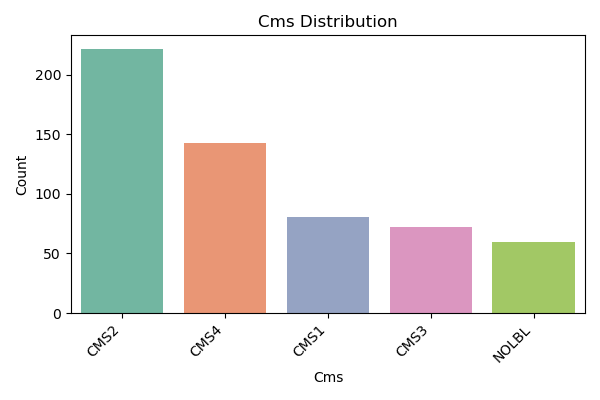 Cms Distribution
Count
200
150
100
50
0
CMS2
CMS4
CMS1
CMS3
NOLBL
Cms